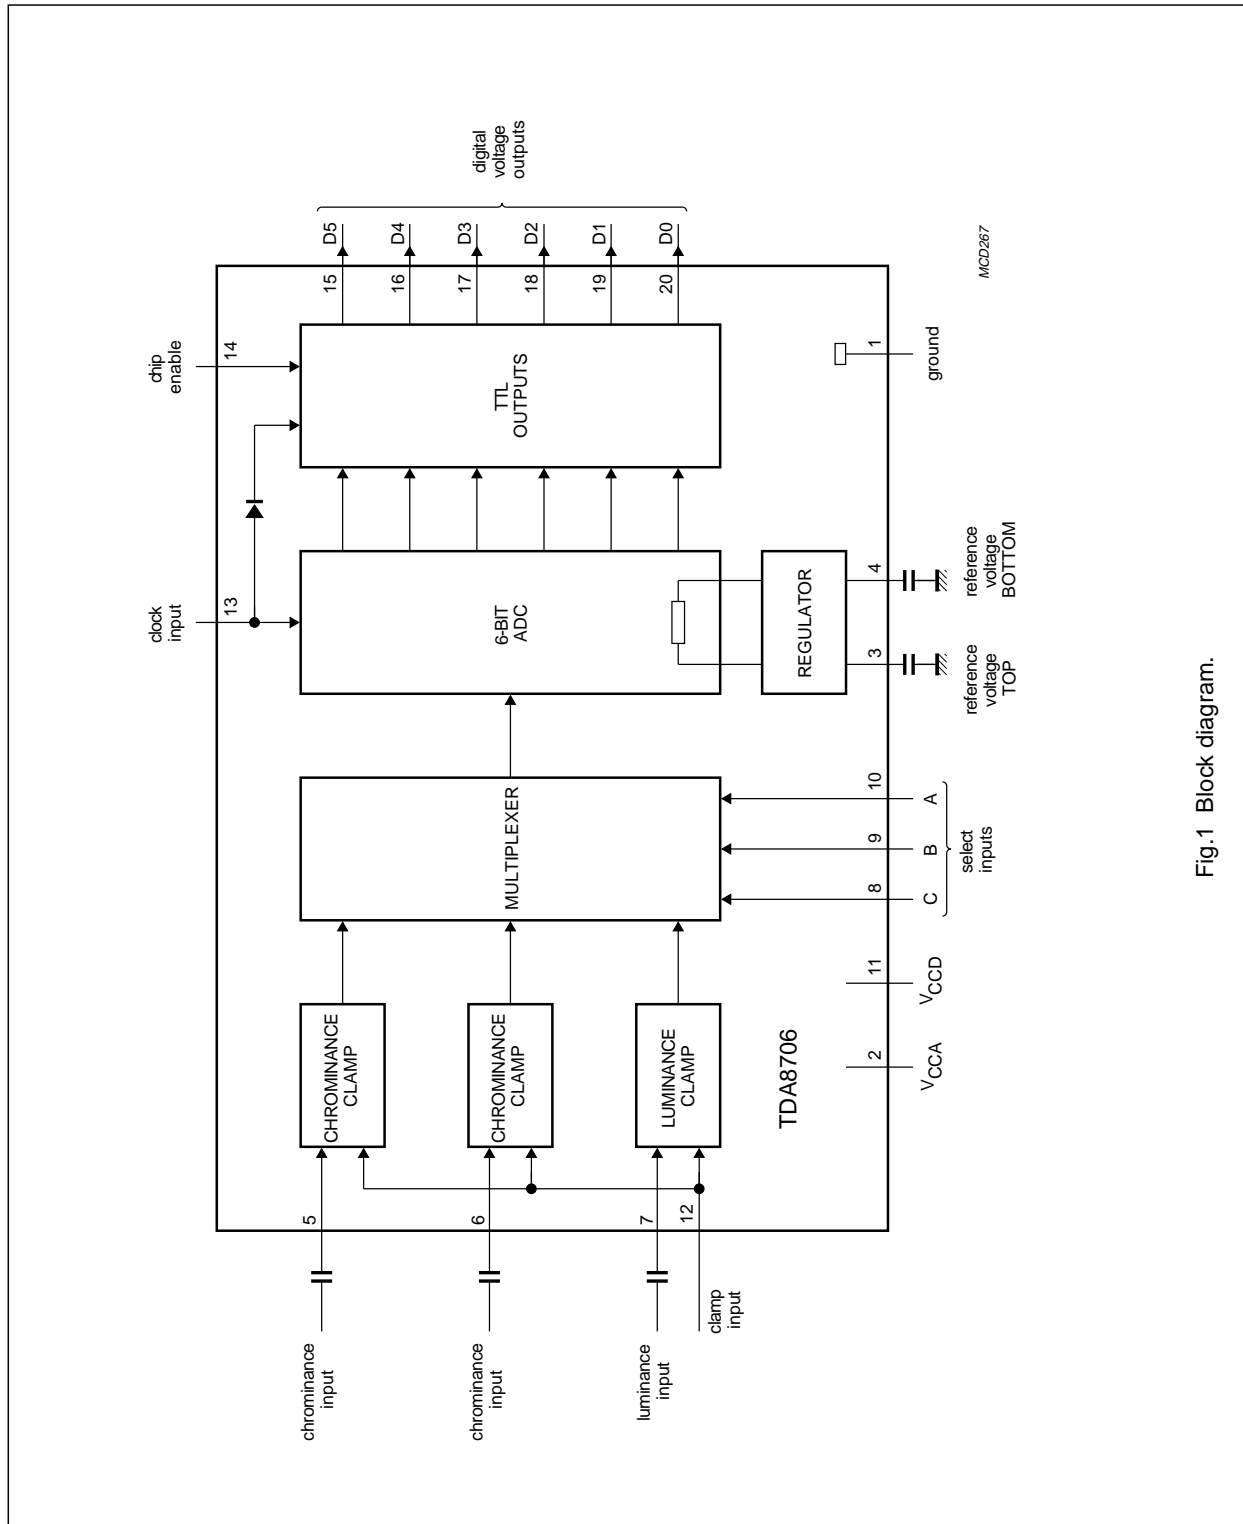 digital
voltage
outputs
D5
D4
D3
D2
D1
D0
15
16
17
18
19
20
MCD267
chip
enable
14
TTL
OUTPUTS
1
ground
clock
input
13
6-BIT
ADC
REGULATOR
4
reference
voltage
BOTTOM
3
reference
voltage
TOP
MULTIPLEXER
10
A
9
B
8
C
select
inputs
CHROMINANCE
CLAMP
CHROMINANCE
CLAMP
LUMINANCE
CLAMP
11
VCCD
2
VCCA
TDA8706
5
6
7
12
chrominance
input
chrominance
input
luminance
input
clamp
input
Fig.1 Block diagram.